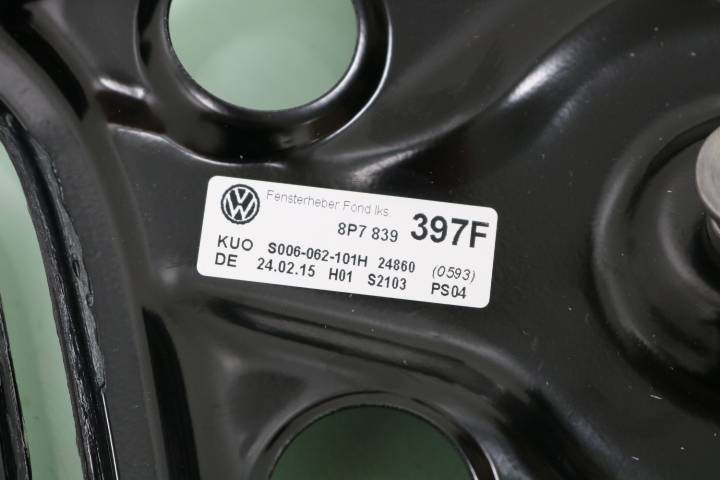 VW
Fensterheber Fond lks
8P7 839 397F
KUO S006-062-101H 24860 (0593)
DE 24.02.15 H01 S2103 PS04